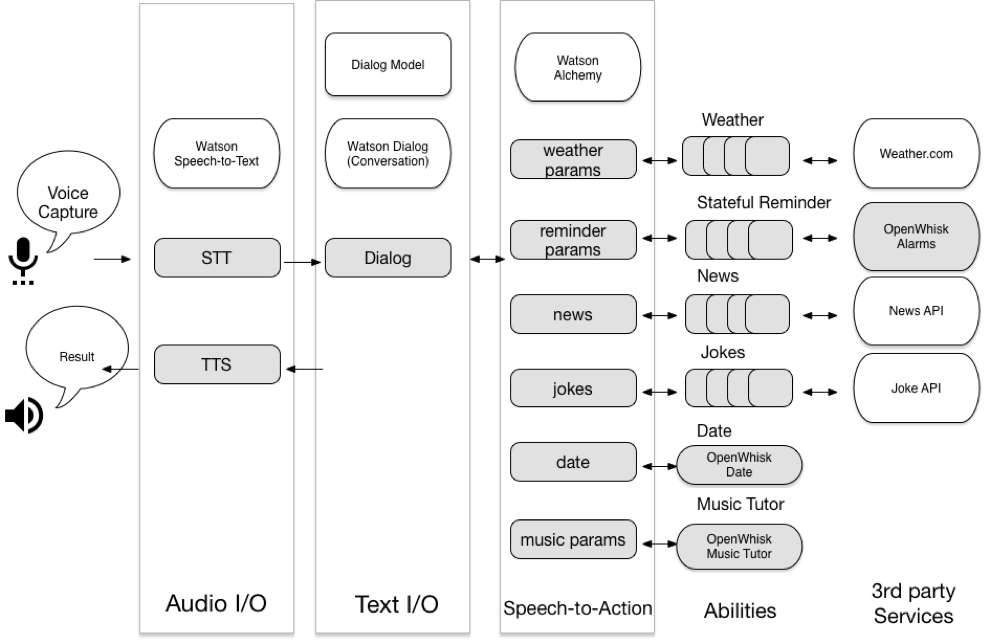 Voice
Capture
Result
Watson
Speech-to-Text
STT
TTS
Audio I/O
Dialog Model
Watson Dialog
(Conversation)
Dialog
Text I/O
Watson
Alchemy
weather
params
reminder
params
news
jokes
date
music params
Speech-to-Action
Weather
Stateful Reminder
News
Jokes
Date
OpenWhisk
Date
Music Tutor
OpenWhisk
Music Tutor
Abilities
Weather.com
OpenWhisk
Alarms
News API
Joke API
3rd party
Services